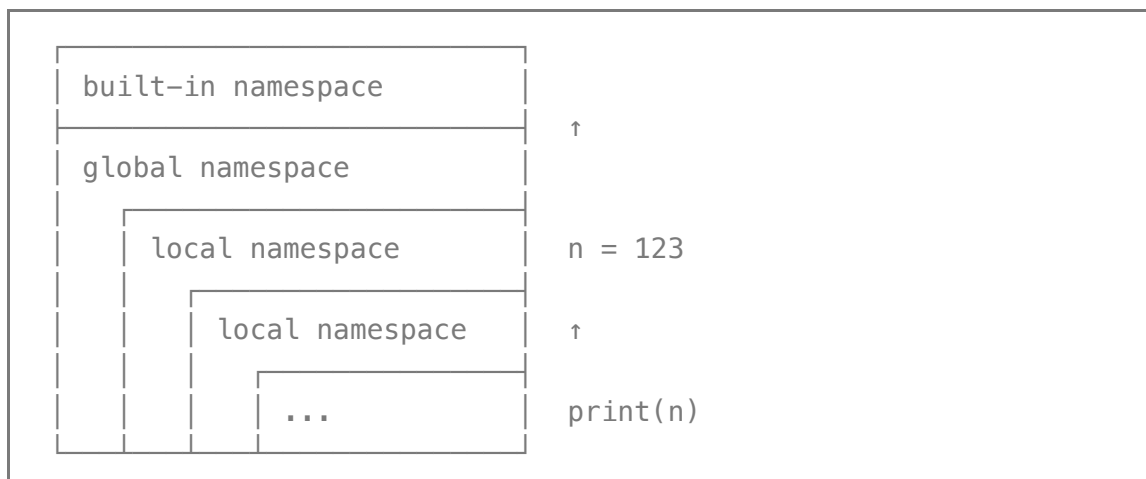 built-in namespace
↑
global namespace
local namespace n = 123
local namespace ↑
... print(n)